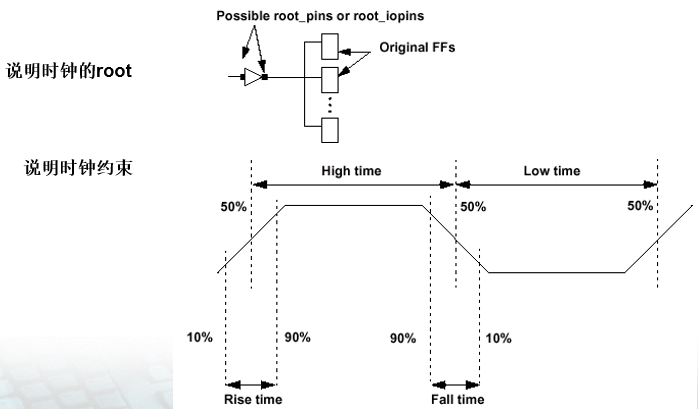 Possible root_pins or root_iopins
Original FFs
说明时钟的root
说明时钟约束
High time
Low time
50%
50%
50%
10%
90%
90%
10%
Rise time
Fall time